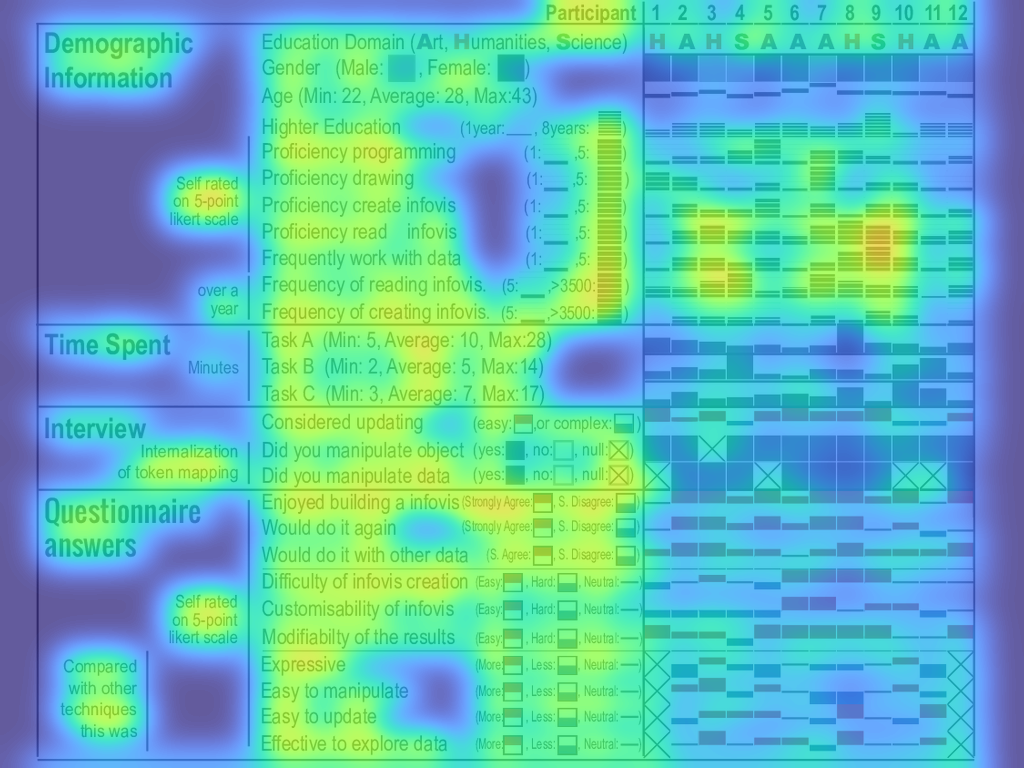 Participant 1 2 3 4 5 6 7 8 9 10 11 12
Demographic Information
Education Domain (Art, Humanities, Science) H A H S A A A H S H A A
Gender (Male: , Female: )
Age (Min: 22, Average: 28, Max:43)
Highter Education (1year: , 8years: )
Self rated on 5-point likert scale
Proficiency programming (1: ,5: )
Proficiency drawing (1: ,5: )
Proficiency create infovis (1: ,5: )
Proficiency read infovis (1: ,5: )
Frequently work with data (1: ,5: )
over a year
Frequency of reading infovis. (5: ,>3500: )
Frequency of creating infovis. (5: ,>3500: )
Time Spent
Minutes
Task A (Min: 5, Average: 10, Max:28)
Task B (Min: 2, Average: 5, Max:14)
Task C (Min: 3, Average: 7, Max:17)
Interview
Considered updating (easy: ,or complex: )
Internalization of token mapping
Did you manipulate object (yes: , no: , null: )
Did you manipulate data (yes: , no: , null: )
Questionnaire answers
Enjoyed building a infovis (Strongly Agree: , S. Disagree: )
Would do it again (Strongly Agree: , S. Disagree: )
Would do it with other data (S. Agree: , S. Disagree: )
Self rated on 5-point likert scale
Difficulty of infovis creation (Easy: , Hard: , Neutral: )
Customisability of infovis (Easy: , Hard: , Neutral: )
Modifiabilty of the results (Easy: , Hard: , Neutral: )
Compared with other techniques this was
Expressive (More: , Less: , Neutral: )
Easy to manipulate (More: , Less: , Neutral: )
Easy to update (More: , Less: , Neutral: )
Effective to explore data (More: , Less: , Neutral: )